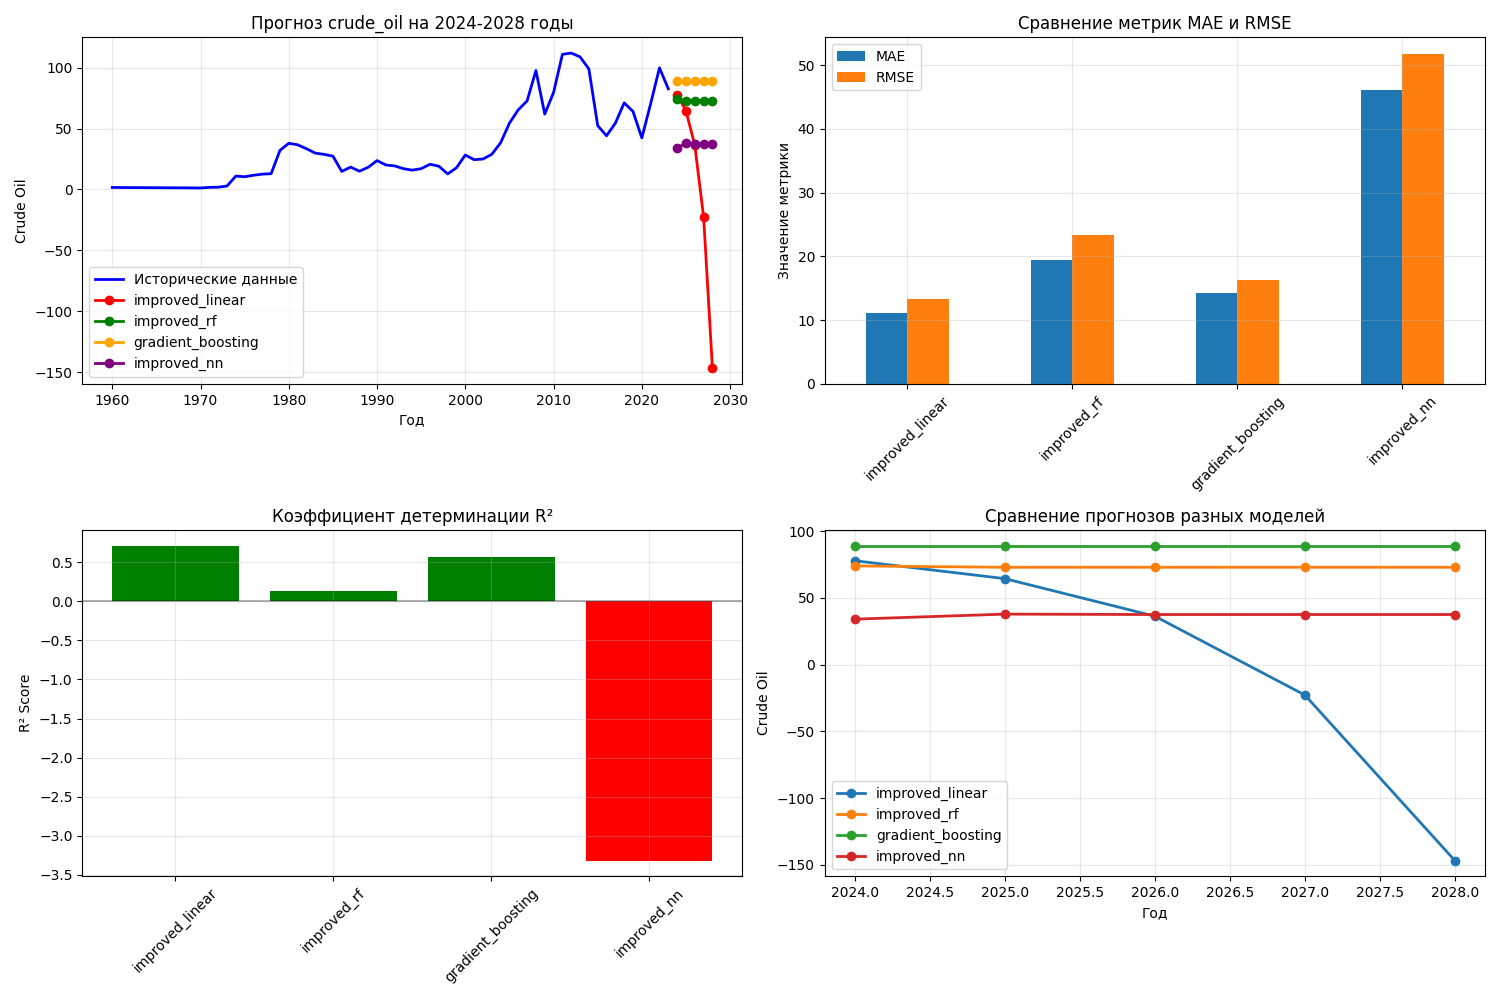 Прогноз crude_oil на 2024-2028 годы
Crude Oil
100
50
0
−50
−100
−150
Исторические данные
improved_linear
improved_rf
gradient_boosting
improved_nn
1960 1970 1980 1990 2000 2010 2020 2030
Год
Сравнение метрик MAE и RMSE
Значение метрики
50
40
30
20
10
0
MAE
RMSE
improved_linear
improved_rf
gradient_boosting
improved_nn
Коэффициент детерминации R²
R² Score
0.5
0.0
−0.5
−1.0
−1.5
−2.0
−2.5
−3.0
−3.5
improved_linear
improved_rf
gradient_boosting
improved_nn
Сравнение прогнозов разных моделей
Crude Oil
100
50
0
−50
−100
−150
improved_linear
improved_rf
gradient_boosting
improved_nn
2024.0 2024.5 2025.0 2025.5 2026.0 2026.5 2027.0 2027.5 2028.0
Год